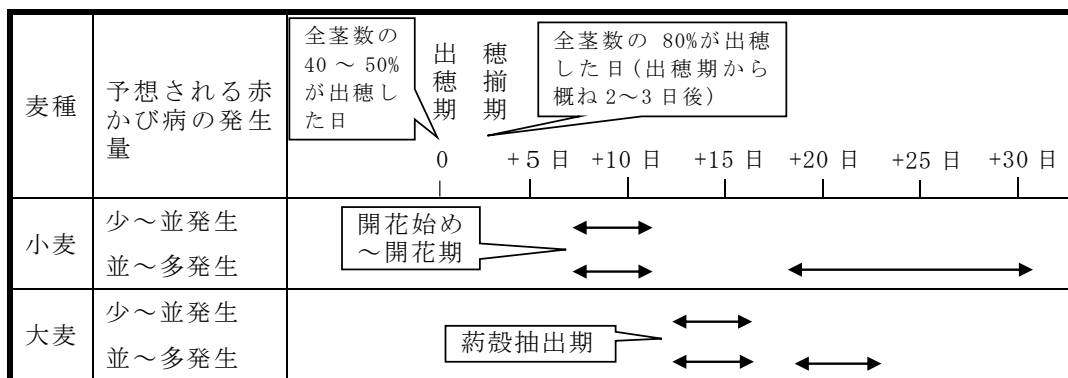 麦種
予想される赤
かび病の発生
量
全茎数の
40～50%
が出穂し
た日
出穂期
穂揃期
全茎数の 80%が出穂
した日(出穂期から
概ね 2～3 日後)
0 +5 日 +10 日 +15 日 +20 日 +25 日 +30 日
小麦
少～並発生
並～多発生
開花始め
～開花期
大麦
少～並発生
並～多発生
葯殻抽出期